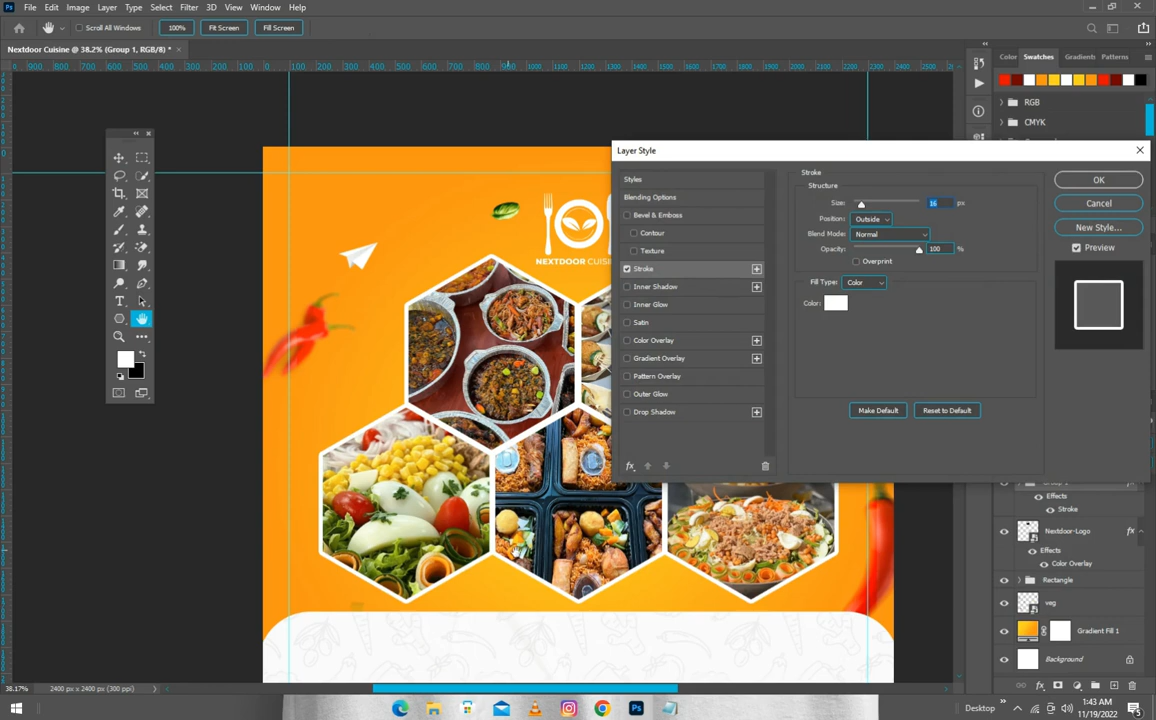 Ps File Edit Image Layer Type Select Filter 3D View Window Help
Scroll All Windows 100% Fit Screen Fill Screen
Nextdoor Cuisine @ 38.2% (Group 1, RGB/8) *
Color Swatches Gradients Patterns
RGB
CMYK
NEXTDOOR CUISI
Layer Style
Styles
Blending Options
Bevel & Emboss
Contour
Texture
Stroke
Inner Shadow
Inner Glow
Satin
Color Overlay
Gradient Overlay
Pattern Overlay
Outer Glow
Drop Shadow
fx
Stroke
Structure
Size: 16 px
Position: Outside
Blend Mode: Normal
Opacity: 100 %
Overprint
Fill Type: Color
Color:
Make Default Reset to Default
OK
Cancel
New Style...
Preview
Effects
Stroke
Nextdoor-Logo fx
Effects
Color Overlay
Rectangle
veg
Gradient Fill 1
Background
38.17% 2400 px x 2400 px (300 ppi)
Desktop
1:43 AM
11/19/2022